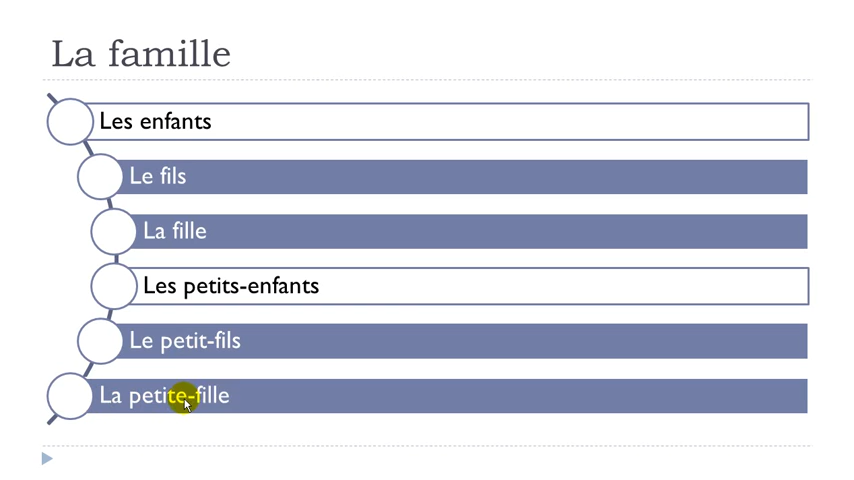 La famille
Les enfants
Le fils
La fille
Les petits-enfants
Le petit-fils
La petite-fille